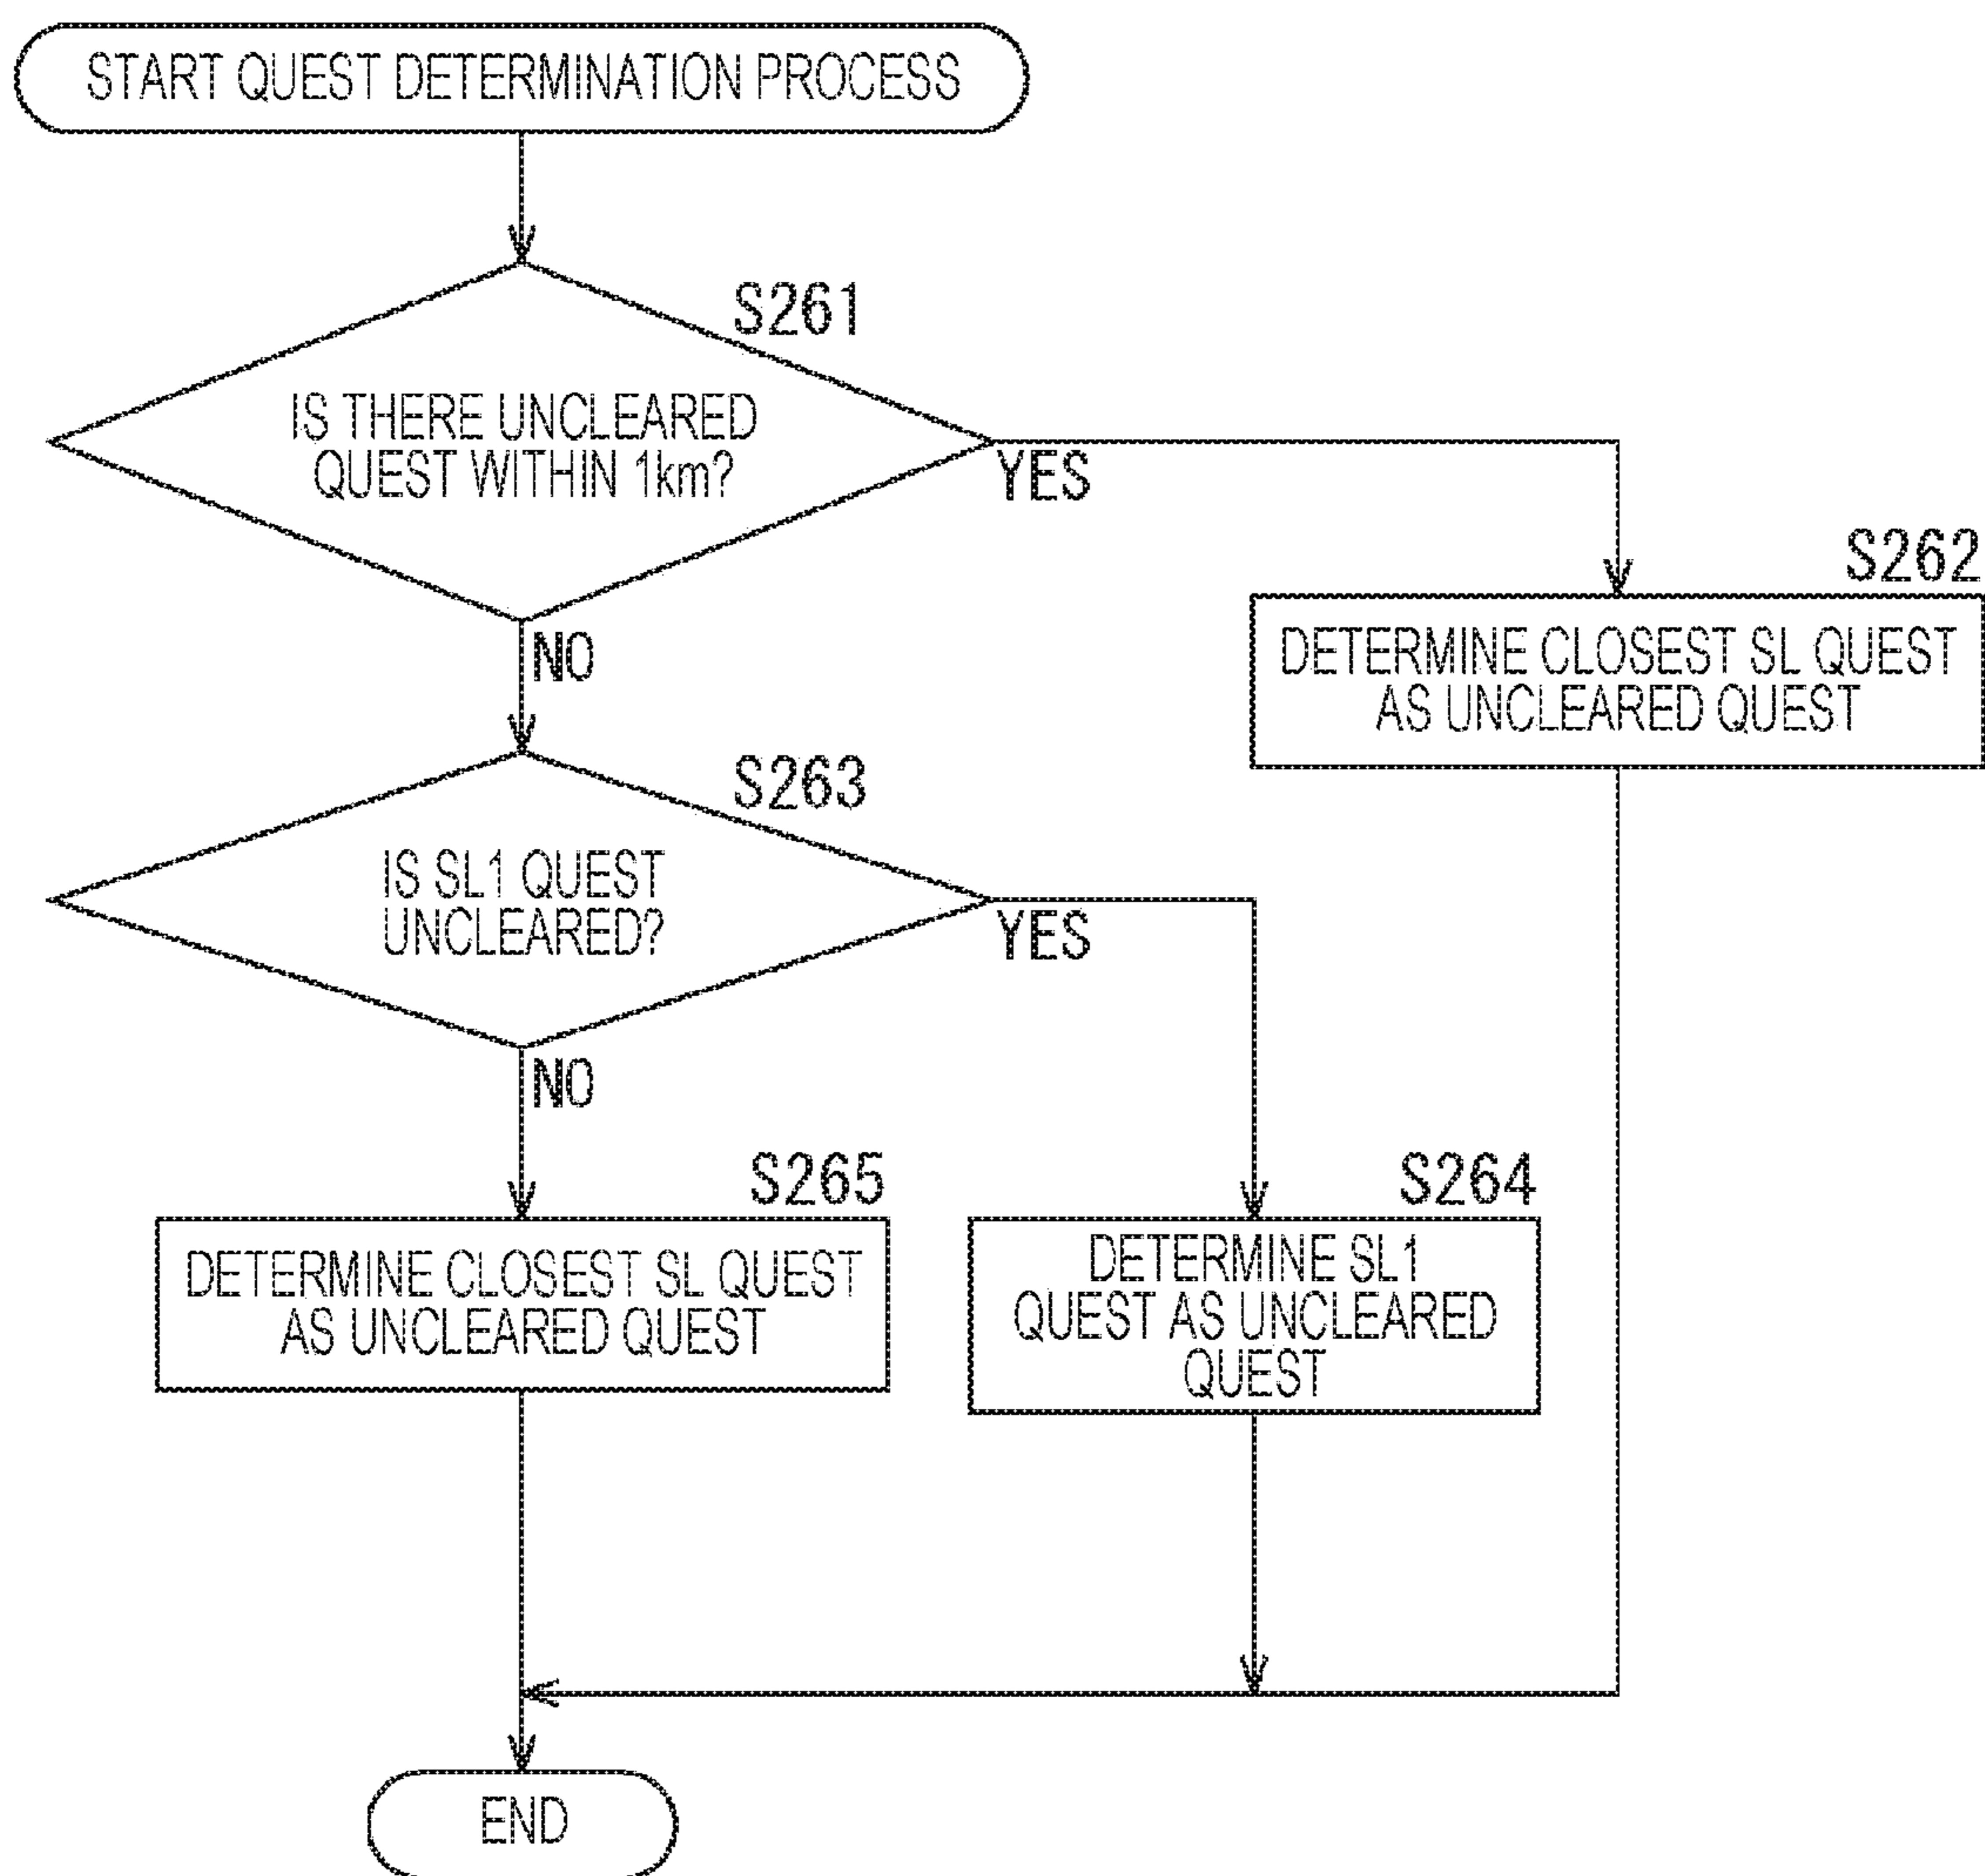 START QUEST DETERMINATION PROCESS
S261
IS THERE UNCLEARED
QUEST WITHIN 1km?
YES
NO
S262
DETERMINE CLOSEST SL QUEST
AS UNCLEARED QUEST
S263
IS SL1 QUEST
UNCLEARED?
YES
NO
S265
DETERMINE CLOSEST SL QUEST
AS UNCLEARED QUEST
S264
DETERMINE SL1
QUEST AS UNCLEARED
QUEST
END